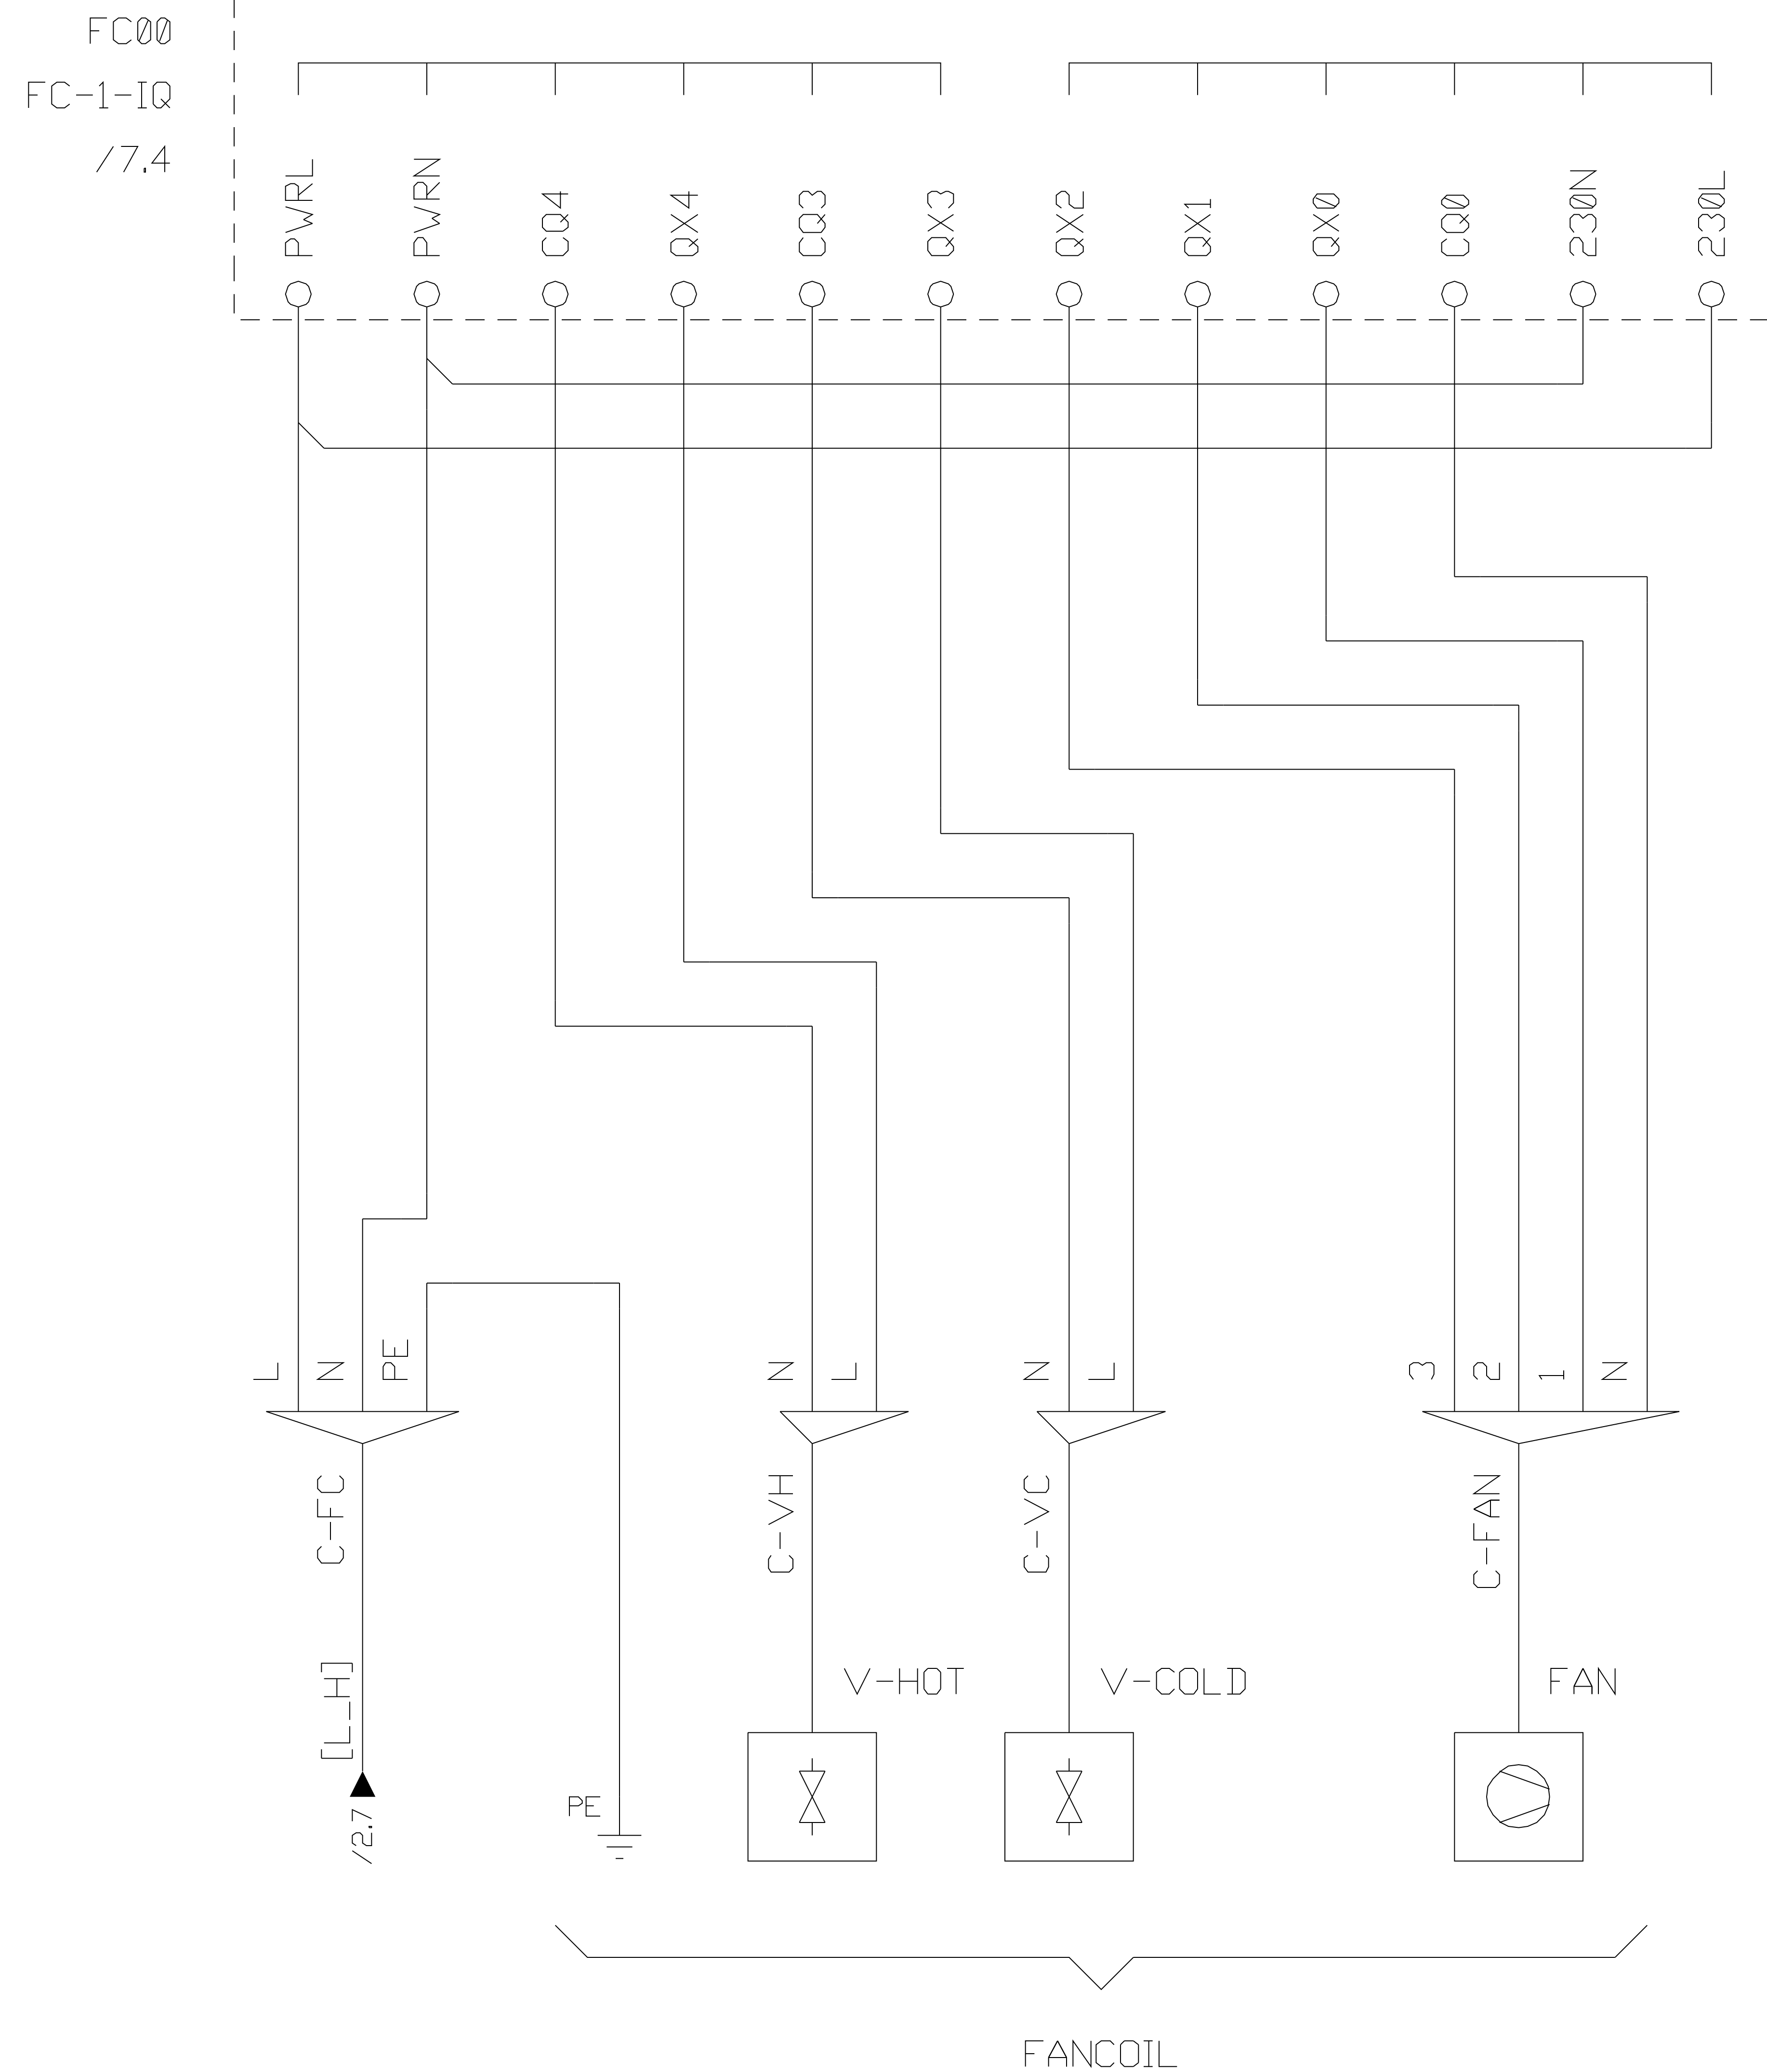 FC00
FC-1-IQ
/7.4
PWRL
PWRN
CQ4
QX4
CQ3
QX3
QX2
QX1
QX0
CQ0
230N
230L
L
N
PE
N
L
N
L
3
2
1
N
C-FC
C-VH
C-VC
C-FAN
[L_H]
V-HOT
V-COLD
FAN
/2.7
PE
FANCOIL